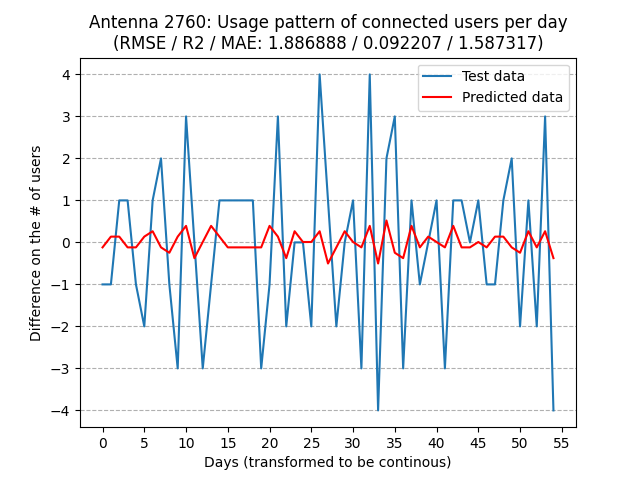 Antenna 2760: Usage pattern of connected users per day
(RMSE / R2 / MAE: 1.886888 / 0.092207 / 1.587317)
Test data
Predicted data
Difference on the # of users
4
3
2
1
0
−1
−2
−3
−4
0 5 10 15 20 25 30 35 40 45 50 55
Days (transformed to be continous)